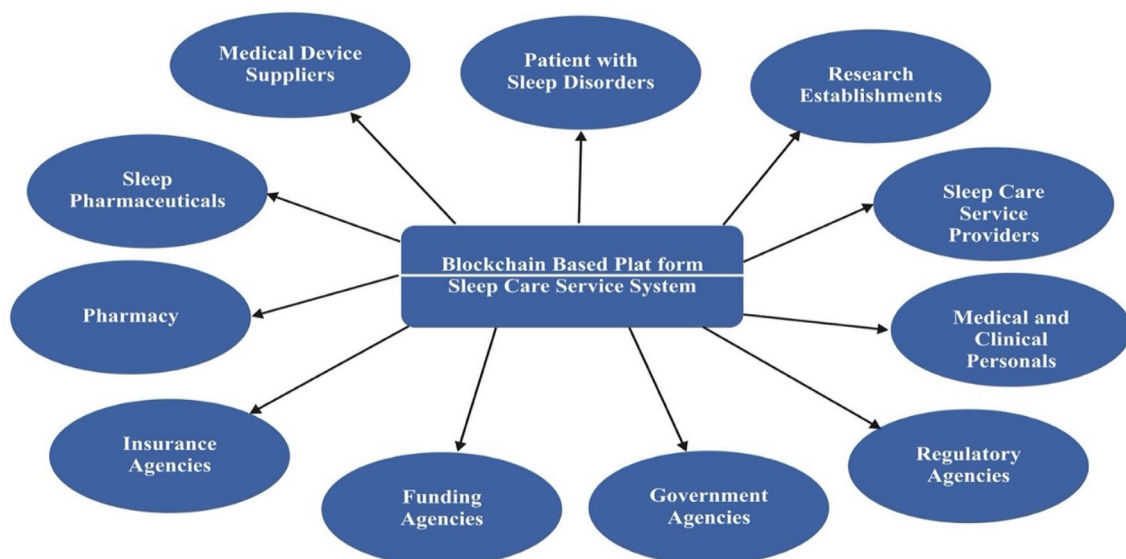 Medical Device
Suppliers
Patient with
Sleep Disorders
Research
Establishments
Sleep
Pharmaceuticals
Sleep Care
Service
Providers
Blockchain Based Plat form
Sleep Care Service System
Pharmacy
Medical and
Clinical
Personals
Insurance
Agencies
Funding
Agencies
Government
Agencies
Regulatory
Agencies